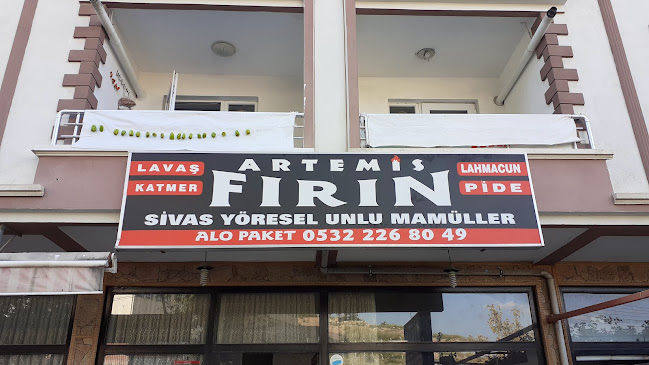 LAVAŞ
KATMER
ARTEMİS
FIRIN
LAHMACUN
PİDE
SİVAS YÖRESEL UNLU MAMÜLLER
ALO PAKET 0532 226 80 49